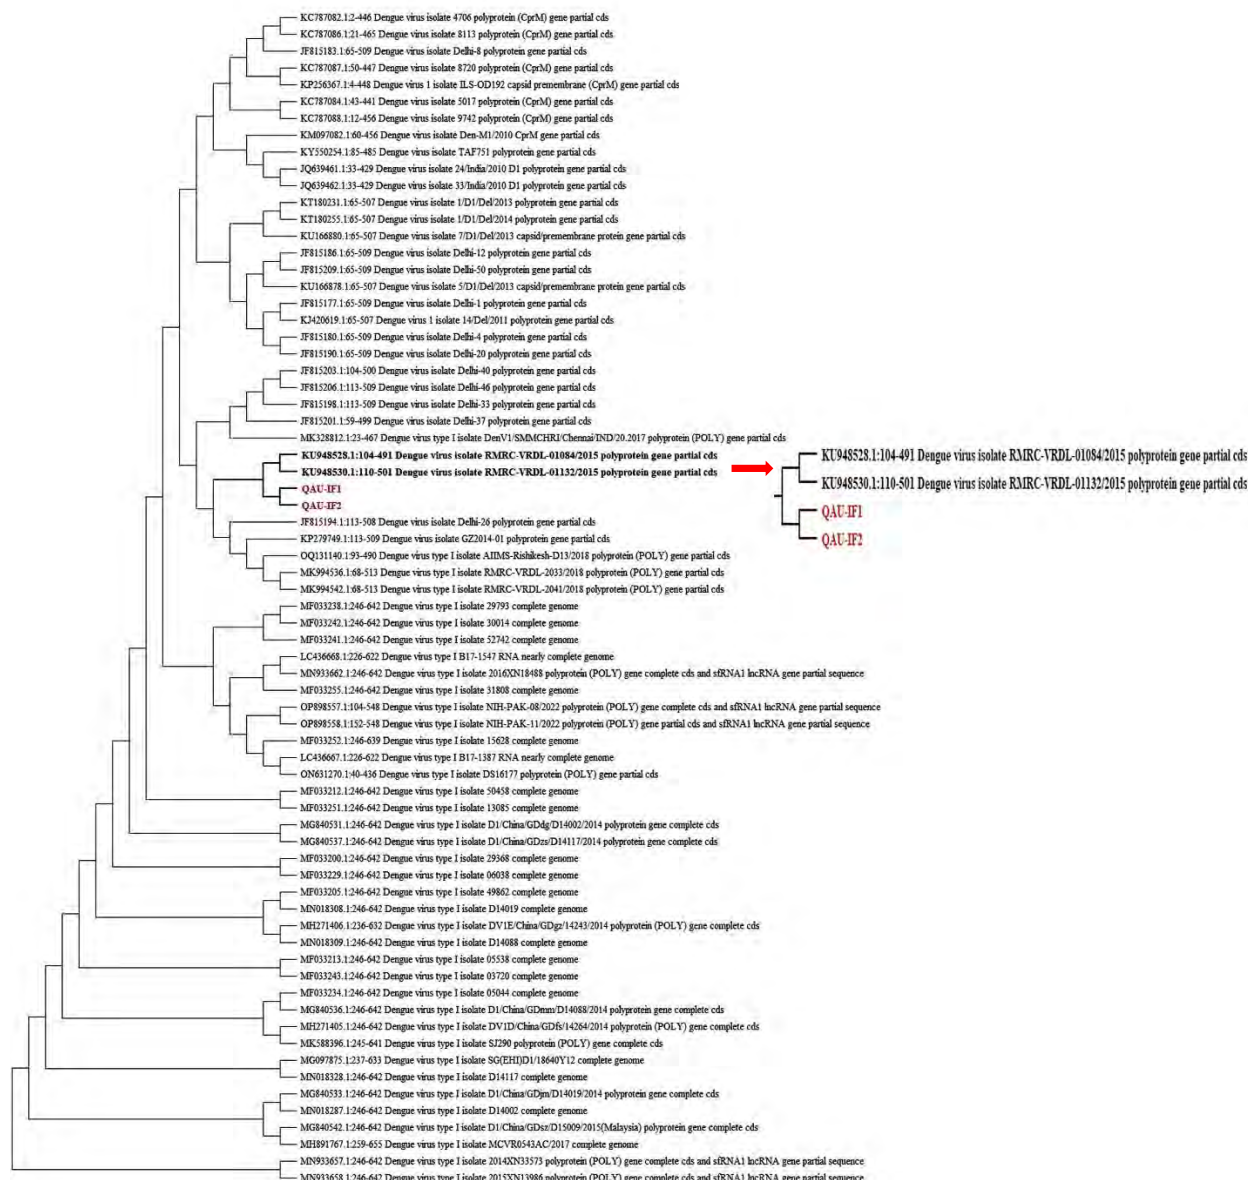 KC787082.1:2-446 Dengue virus isolate 4706 polyprotein (CprM) gene partial cds
KC787086.1:21-465 Dengue virus isolate 8113 polyprotein (CprM) gene partial cds
JF815183.1:65-509 Dengue virus isolate Delhi-8 polyprotein gene partial cds
KC787087.1:50-447 Dengue virus isolate 8720 polyprotein (CprM) gene partial cds
KP256367.1:4-448 Dengue virus 1 isolate ILS-OD192 capsid premembrane (CprM) gene partial cds
KC787084.1:43-441 Dengue virus isolate 5017 polyprotein (CprM) gene partial cds
KC787088.1:12-456 Dengue virus isolate 9742 polyprotein (CprM) gene partial cds
KM097082.1:60-456 Dengue virus isolate Den-M1/2010 CprM gene partial cds
KY550254.1:85-485 Dengue virus isolate TAF751 polyprotein gene partial cds
JQ639461.1:33-429 Dengue virus isolate 24/India/2010 D1 polyprotein gene partial cds
JQ639462.1:33-429 Dengue virus isolate 33/India/2010 D1 polyprotein gene partial cds
KT180231.1:65-507 Dengue virus isolate 1/D1/Del/2013 polyprotein gene partial cds
KT180255.1:65-507 Dengue virus isolate 1/D1/Del/2014 polyprotein gene partial cds
KU166880.1:65-507 Dengue virus isolate 7/D1/Del/2013 capsid/premembrane protein gene partial cds
JF815186.1:65-509 Dengue virus isolate Delhi-12 polyprotein gene partial cds
JF815209.1:65-509 Dengue virus isolate Delhi-50 polyprotein gene partial cds
KU166878.1:65-507 Dengue virus isolate 5/D1/Del/2013 capsid/premembrane protein gene partial cds
JF815177.1:65-509 Dengue virus isolate Delhi-1 polyprotein gene partial cds
KJ420619.1:65-507 Dengue virus 1 isolate 14/Del/2011 polyprotein gene partial cds
JF815180.1:65-509 Dengue virus isolate Delhi-4 polyprotein gene partial cds
JF815190.1:65-509 Dengue virus isolate Delhi-20 polyprotein gene partial cds
JF815203.1:104-500 Dengue virus isolate Delhi-40 polyprotein gene partial cds
JF815206.1:113-509 Dengue virus isolate Delhi-46 polyprotein gene partial cds
JF815198.1:113-509 Dengue virus isolate Delhi-33 polyprotein gene partial cds
JF815201.1:59-499 Dengue virus isolate Delhi-37 polyprotein gene partial cds
MK328812.1:23-467 Dengue virus type I isolate DenV1/SMMCHRI/Chennai/IND/20.2017 polyprotein (POLY) gene partial cds
KU948528.1:104-491 Dengue virus isolate RMRC-VRDL-01084/2015 polyprotein gene partial cds
KU948530.1:110-501 Dengue virus isolate RMRC-VRDL-01132/2015 polyprotein gene partial cds
QAU-IF1
QAU-IF2
JF815194.1:113-508 Dengue virus isolate Delhi-26 polyprotein gene partial cds
KP279749.1:113-509 Dengue virus isolate GZ2014-01 polyprotein gene partial cds
OQ131140.1:93-490 Dengue virus type I isolate AIIMS-Rishikesh-D13/2018 polyprotein (POLY) gene partial cds
MK994536.1:68-513 Dengue virus type I isolate RMRC-VRDL-2033/2018 polyprotein (POLY) gene partial cds
MK994542.1:68-513 Dengue virus type I isolate RMRC-VRDL-2041/2018 polyprotein (POLY) gene partial cds
MF033238.1:246-642 Dengue virus type I isolate 29793 complete genome
MF033242.1:246-642 Dengue virus type I isolate 30014 complete genome
MF033241.1:246-642 Dengue virus type I isolate 52742 complete genome
LC436668.1:226-622 Dengue virus type I B17-1547 RNA nearly complete genome
MN933662.1:246-642 Dengue virus type I isolate 2016XN18488 polyprotein (POLY) gene complete cds and sfRNA1 lncRNA gene partial sequence
MF033255.1:246-642 Dengue virus type I isolate 31808 complete genome
OP898557.1:104-548 Dengue virus type I isolate NIH-PAK-08/2022 polyprotein (POLY) gene complete cds and sfRNA1 lncRNA gene partial sequence
OP898558.1:152-548 Dengue virus type I isolate NIH-PAK-11/2022 polyprotein (POLY) gene partial cds and sfRNA1 lncRNA gene partial sequence
MF033252.1:246-639 Dengue virus type I isolate 15628 complete genome
LC436667.1:226-622 Dengue virus type I B17-1387 RNA nearly complete genome
ON631270.1:40-436 Dengue virus type I isolate DS16177 polyprotein (POLY) gene partial cds
MF033212.1:246-642 Dengue virus type I isolate 50458 complete genome
MF033251.1:246-642 Dengue virus type I isolate 13085 complete genome
MG840531.1:246-642 Dengue virus type I isolate D1/China/GDdg/D14002/2014 polyprotein gene complete cds
MG840537.1:246-642 Dengue virus type I isolate D1/China/GDzs/D14117/2014 polyprotein gene complete cds
MF033200.1:246-642 Dengue virus type I isolate 29368 complete genome
MF033229.1:246-642 Dengue virus type I isolate 06038 complete genome
MF033205.1:246-642 Dengue virus type I isolate 49862 complete genome
MN018308.1:246-642 Dengue virus type I isolate D14019 complete genome
MH271406.1:236-632 Dengue virus type I isolate DV1E/China/GDgz/14243/2014 polyprotein (POLY) gene complete cds
MN018309.1:246-642 Dengue virus type I isolate D14088 complete genome
MF033213.1:246-642 Dengue virus type I isolate 05538 complete genome
MF033243.1:246-642 Dengue virus type I isolate 03720 complete genome
MF033234.1:246-642 Dengue virus type I isolate 05044 complete genome
MG840536.1:246-642 Dengue virus type I isolate D1/China/GDmm/D14088/2014 polyprotein gene complete cds
MH271405.1:246-642 Dengue virus type I isolate DV1D/China/GDfs/14264/2014 polyprotein (POLY) gene complete cds
MK588396.1:245-641 Dengue virus type I isolate SJ290 polyprotein (POLY) gene complete cds
MG097875.1:237-633 Dengue virus type I isolate SG(EHI)D1/18640Y12 complete genome
MN018328.1:246-642 Dengue virus type I isolate D14117 complete genome
MG840533.1:246-642 Dengue virus type I isolate D1/China/GDjm/D14019/2014 polyprotein gene complete cds
MN018287.1:246-642 Dengue virus type I isolate D14002 complete genome
MG840542.1:246-642 Dengue virus type I isolate D1/China/GDsz/D15009/2015(Malaysia) polyprotein gene complete cds
MH891767.1:259-655 Dengue virus type I isolate MCVR0543AC/2017 complete genome
MN933657.1:246-642 Dengue virus type I isolate 2014XN33573 polyprotein (POLY) gene complete cds and sfRNA1 lncRNA gene partial sequence
MN933658.1:246-642 Dengue virus type I isolate 2015XN13986 polyprotein (POLY) gene complete cds and sfRNA1 lncRNA gene partial sequence
KU948528.1:104-491 Dengue virus isolate RMRC-VRDL-01084/2015 polyprotein gene partial cds
KU948530.1:110-501 Dengue virus isolate RMRC-VRDL-01132/2015 polyprotein gene partial cds
QAU-IF1
QAU-IF2